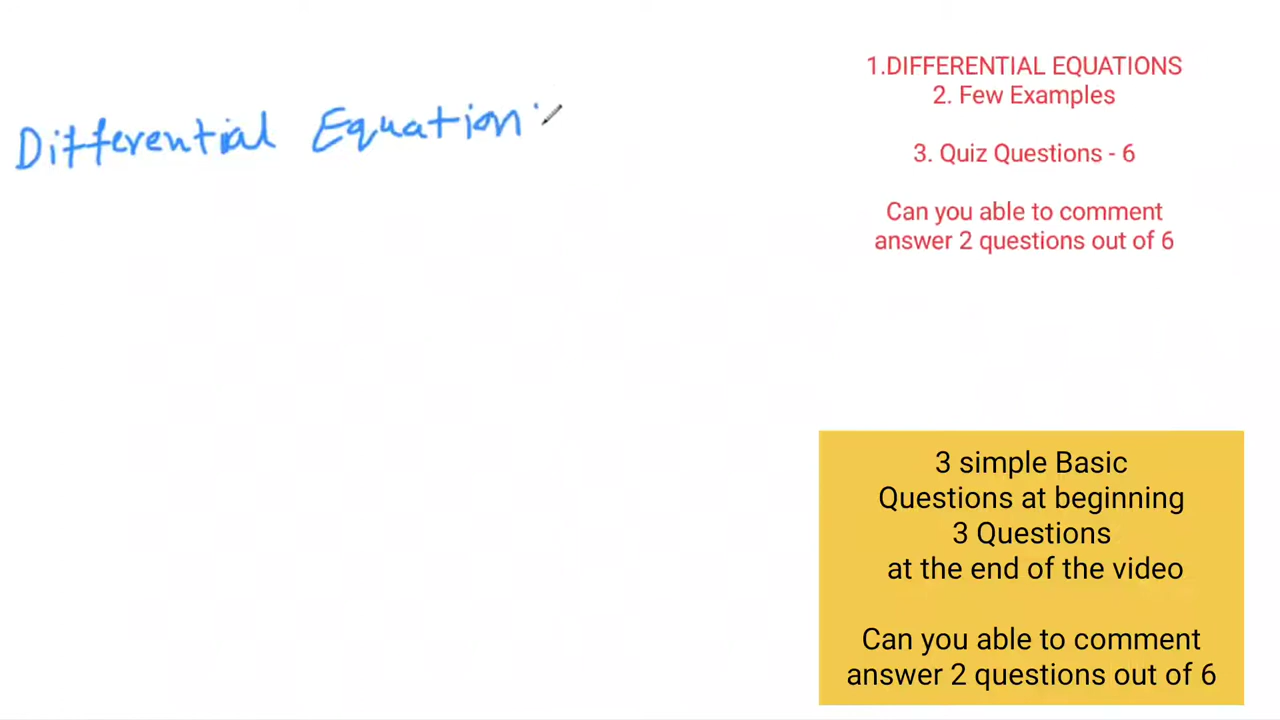 Differential Equation:
1.DIFFERENTIAL EQUATIONS
2. Few Examples
3. Quiz Questions - 6
Can you able to comment
answer 2 questions out of 6
3 simple Basic
Questions at beginning
3 Questions
at the end of the video
Can you able to comment
answer 2 questions out of 6